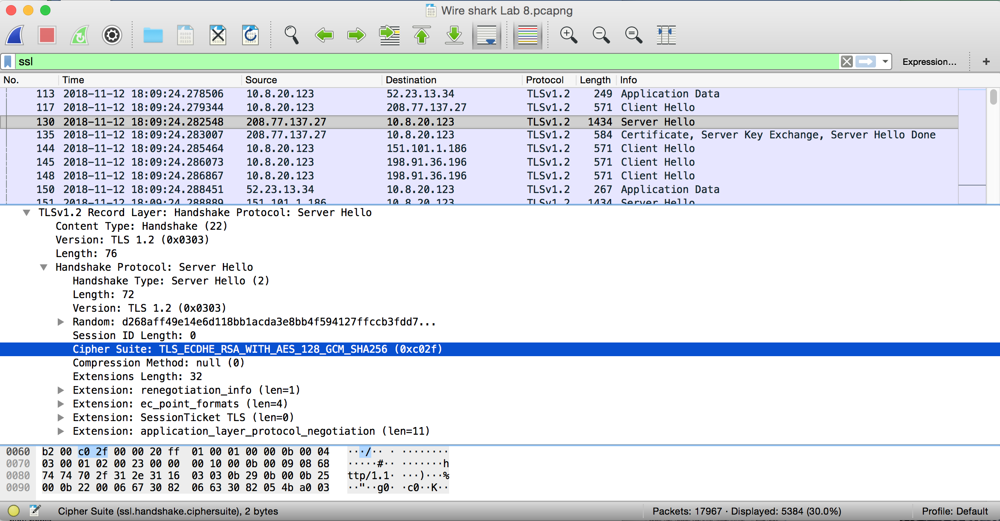 Wire shark Lab 8.pcapng
ssl
Expression...
+
No. Time Source Destination Protocol Length Info
113 2018-11-12 18:09:24.278506 10.8.20.123 52.23.13.34 TLSv1.2 249 Application Data
117 2018-11-12 18:09:24.279344 10.8.20.123 208.77.137.27 TLSv1.2 571 Client Hello
130 2018-11-12 18:09:24.282548 208.77.137.27 10.8.20.123 TLSv1.2 1434 Server Hello
135 2018-11-12 18:09:24.283007 208.77.137.27 10.8.20.123 TLSv1.2 584 Certificate, Server Key Exchange, Server Hello Done
144 2018-11-12 18:09:24.285464 10.8.20.123 151.101.1.186 TLSv1.2 571 Client Hello
145 2018-11-12 18:09:24.286073 10.8.20.123 198.91.36.196 TLSv1.2 571 Client Hello
148 2018-11-12 18:09:24.286867 10.8.20.123 198.91.36.196 TLSv1.2 571 Client Hello
150 2018-11-12 18:09:24.288451 52.23.13.34 10.8.20.123 TLSv1.2 267 Application Data
151 2018-11-12 18:09:24.288889 151.101.1.186 10.8.20.123 TLSv1.2 1434 Server Hello
TLSv1.2 Record Layer: Handshake Protocol: Server Hello
Content Type: Handshake (22)
Version: TLS 1.2 (0x0303)
Length: 76
Handshake Protocol: Server Hello
Handshake Type: Server Hello (2)
Length: 72
Version: TLS 1.2 (0x0303)
Random: d268aff49e14e6d118bb1acda3e8bb4f594127ffccb3fdd7...
Session ID Length: 0
Cipher Suite: TLS_ECDHE_RSA_WITH_AES_128_GCM_SHA256 (0xc02f)
Compression Method: null (0)
Extensions Length: 32
Extension: renegotiation_info (len=1)
Extension: ec_point_formats (len=4)
Extension: SessionTicket TLS (len=0)
Extension: application_layer_protocol_negotiation (len=11)
0060 b2 00 c0 2f 00 00 20 ff 01 00 01 00 00 0b 00 04 ···/·· · ········
0070 03 00 01 02 00 23 00 00 00 10 00 0b 00 09 08 68 ·····#·· ·······h
0080 74 74 70 2f 31 2e 31 16 03 03 0b 29 0b 00 0b 25 ttp/1.1· ···)···%
0090 00 0b 22 00 06 67 30 82 06 63 30 82 05 4b a0 03 ··"··g0· ·c0··K··
Cipher Suite (ssl.handshake.ciphersuite), 2 bytes
Packets: 17967 · Displayed: 5384 (30.0%)
Profile: Default